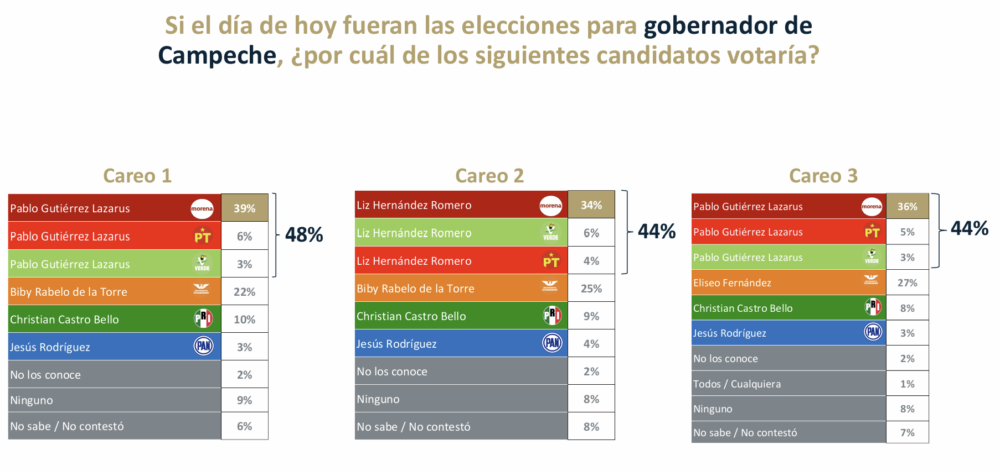 Si el día de hoy fueran las elecciones para gobernador de
Campeche, ¿por cuál de los siguientes candidatos votaría?
Careo 1
Pablo Gutiérrez Lazarus morena 39%
Pablo Gutiérrez Lazarus PT 6%
Pablo Gutiérrez Lazarus VERDE 3%
48%
Biby Rabelo de la Torre MOVIMIENTO CIUDADANO 22%
Christian Castro Bello PRI 10%
Jesús Rodríguez PAN 3%
No los conoce 2%
Ninguno 9%
No sabe / No contestó 6%
Careo 2
Liz Hernández Romero morena 34%
Liz Hernández Romero VERDE 6%
Liz Hernández Romero PT 4%
44%
Biby Rabelo de la Torre MOVIMIENTO CIUDADANO 25%
Christian Castro Bello PRI 9%
Jesús Rodríguez PAN 4%
No los conoce 2%
Ninguno 8%
No sabe / No contestó 8%
Careo 3
Pablo Gutiérrez Lazarus morena 36%
Pablo Gutiérrez Lazarus PT 5%
Pablo Gutiérrez Lazarus VERDE 3%
44%
Eliseo Fernández MOVIMIENTO CIUDADANO 27%
Christian Castro Bello PRI 8%
Jesús Rodríguez PAN 3%
No los conoce 2%
Todos / Cualquiera 1%
Ninguno 8%
No sabe / No contestó 7%